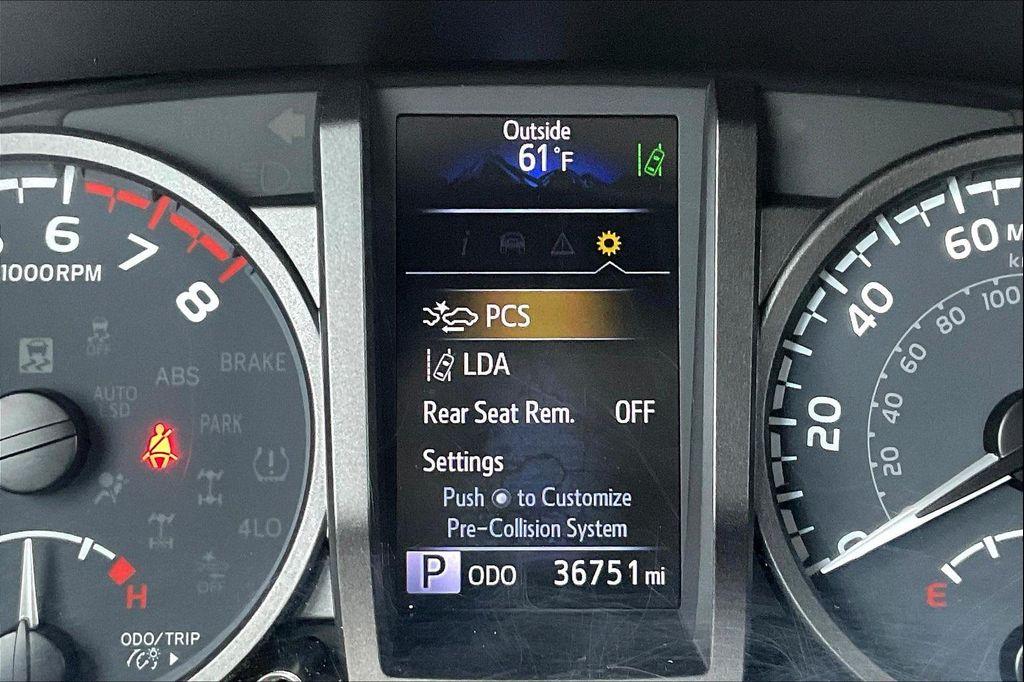 Outside
61°F
PCS
LDA
Rear Seat Rem. OFF
Settings
Push to Customize
Pre-Collision System
P ODO 36751 mi
6
7
8
1000RPM
OFF
AUTO
LSD
ABS
BRAKE
PARK
4LO
H
ODO/TRIP
0
20
40
60
20
40
60
80
100
E